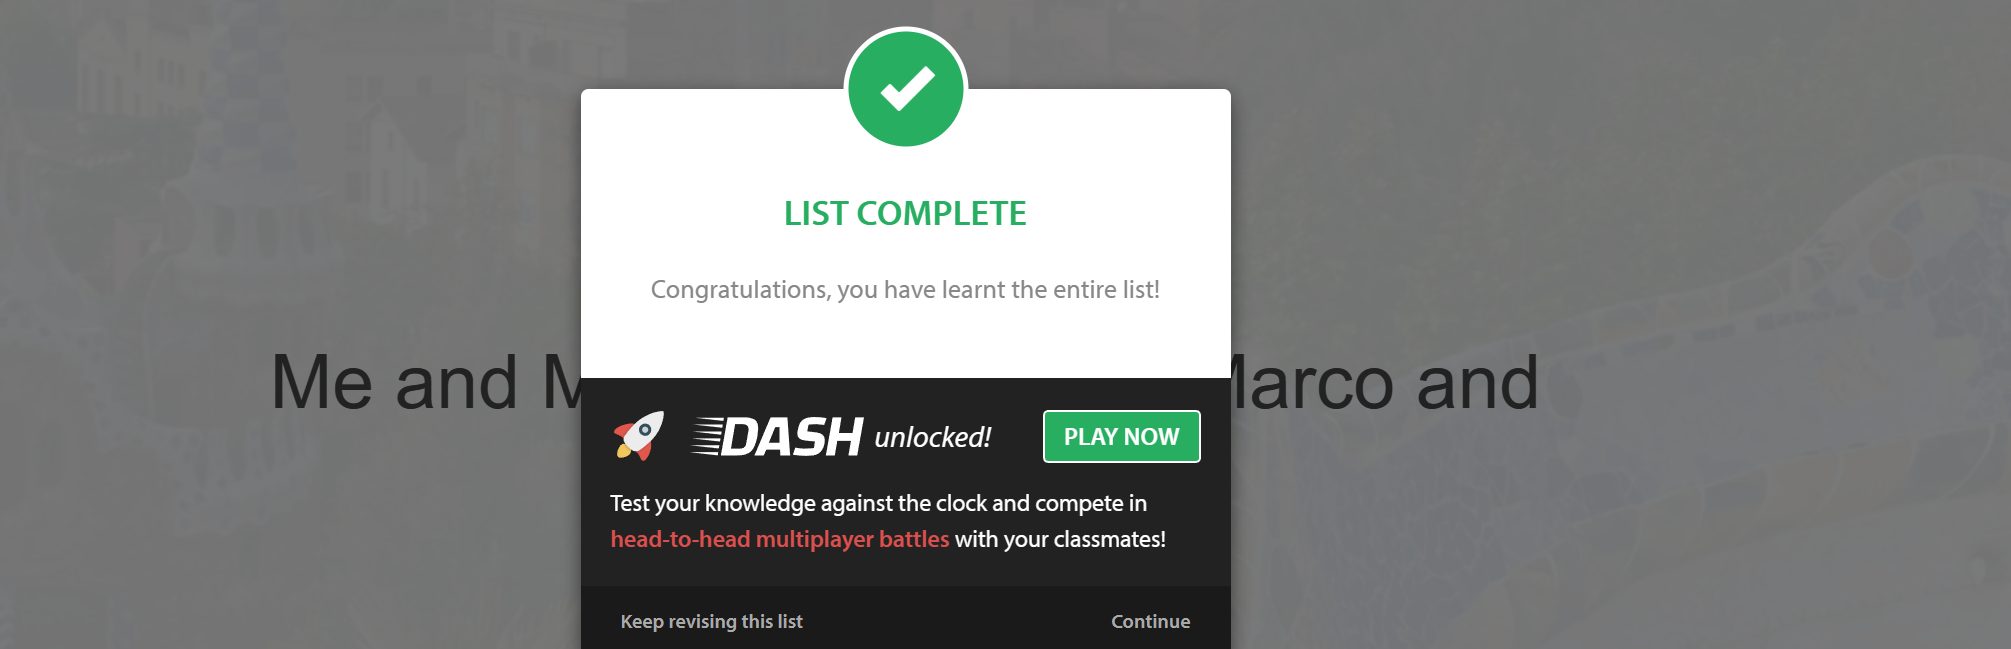 LIST COMPLETE
Congratulations, you have learnt the entire list!
Me and Marco and
DASH unlocked!
PLAY NOW
Test your knowledge against the clock and compete in
head-to-head multiplayer battles with your classmates!
Keep revising this list
Continue